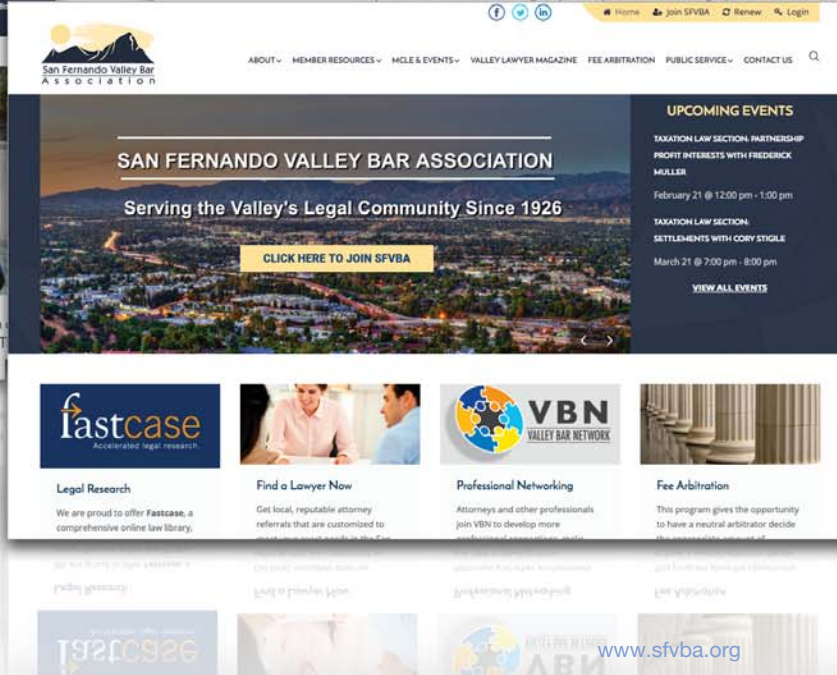 Home Join SFVBA Renew Login
San Fernando Valley Bar
Association
ABOUT MEMBER RESOURCES MCLE & EVENTS VALLEY LAWYER MAGAZINE FEE ARBITRATION PUBLIC SERVICE CONTACT US
SAN FERNANDO VALLEY BAR ASSOCIATION
Serving the Valley's Legal Community Since 1926
CLICK HERE TO JOIN SFVBA
UPCOMING EVENTS
TAXATION LAW SECTION: PARTNERSHIP
PROFIT INTERESTS WITH FREDERICK
MULLER
February 21 @ 12:00 pm - 1:00 pm
TAXATION LAW SECTION:
SETTLEMENTS WITH CORY STIGILE
March 21 @ 7:00 pm - 8:00 pm
VIEW ALL EVENTS
fastcase
Accelerated legal research.
Legal Research
We are proud to offer Fastcase, a
comprehensive online law library,
Find a Lawyer Now
Get local, reputable attorney
referrals that are customized to
VBN
VALLEY BAR NETWORK
Professional Networking
Attorneys and other professionals
join VBN to develop more
Fee Arbitration
This program gives the opportunity
to have a neutral arbitrator decide
www.sfvba.org